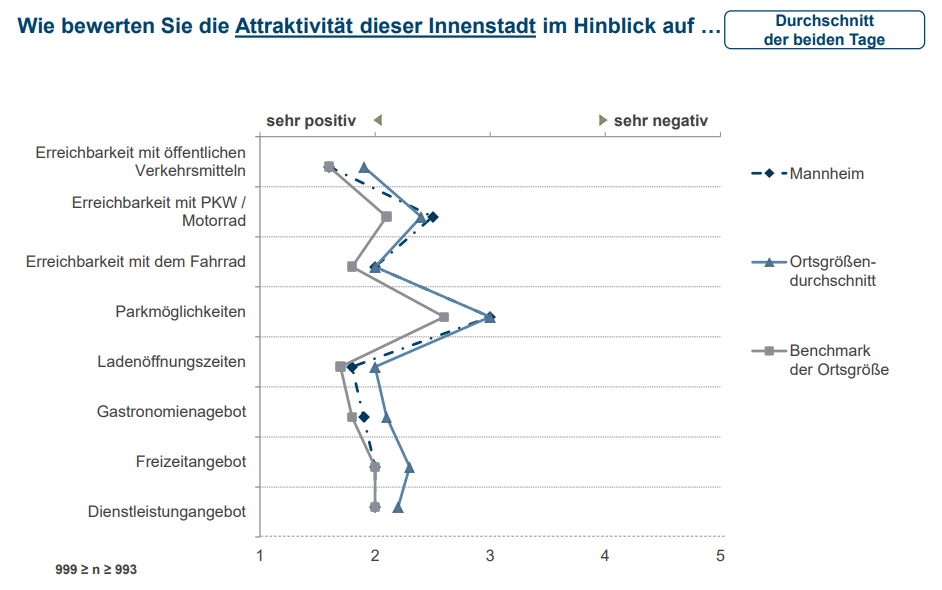 Wie bewerten Sie die Attraktivität dieser Innenstadt im Hinblick auf …
Durchschnitt
der beiden Tage
sehr positiv
sehr negativ
Erreichbarkeit mit öffentlichen
Verkehrsmitteln
Erreichbarkeit mit PKW /
Motorrad
Erreichbarkeit mit dem Fahrrad
Parkmöglichkeiten
Ladenöffnungszeiten
Gastronomienagebot
Freizeitangebot
Dienstleistungangebot
Mannheim
Ortsgrößen-
durchschnitt
Benchmark
der Ortsgröße
1 2 3 4 5
999 ≥ n ≥ 993